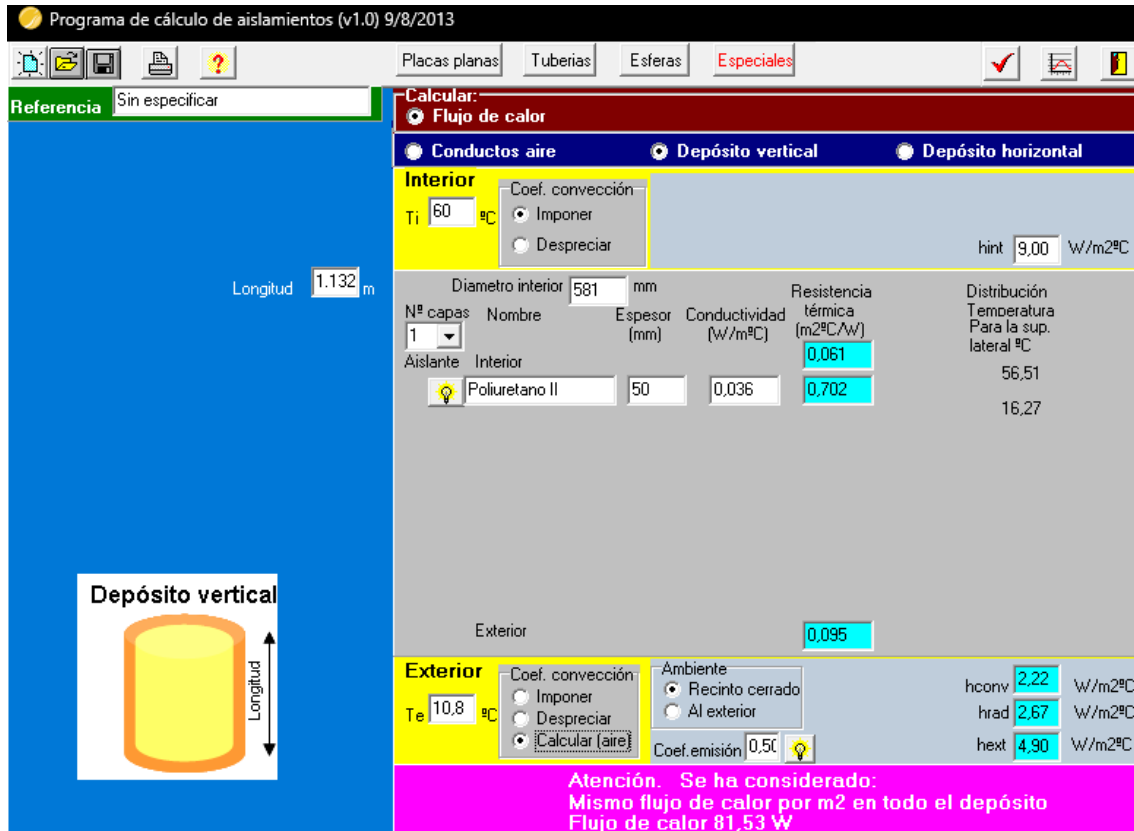 Programa de cálculo de aislamientos (v1.0) 9/8/2013
Placas planas Tuberias Esferas Especiales
Referencia Sin especificar
Calcular:
Flujo de calor
Conductos aire Depósito vertical Depósito horizontal
Interior
Ti 60 ºC
Coef. convección
Imponer
Despreciar
hint 9,00 W/m2ºC
Longitud 1.132 m
Diametro interior 581 mm
Nº capas Nombre Espesor (mm) Conductividad (W/mºC) Resistencia térmica (m2ºC/W) Distribución Temperatura Para la sup. lateral ºC
1 0,061
Aislante Interior 56,51
Poliuretano II 50 0,036 0,702
16,27
Exterior 0,095
Depósito vertical
Longitud
Exterior
Te 10,8 ºC
Coef. convección
Imponer
Despreciar
Calcular (aire)
Ambiente
Recinto cerrado
Al exterior
Coef.emisión 0,50
hconv 2,22 W/m2ºC
hrad 2,67 W/m2ºC
hext 4,90 W/m2ºC
Atención. Se ha considerado:
Mismo flujo de calor por m2 en todo el depósito
Flujo de calor 81,53 W